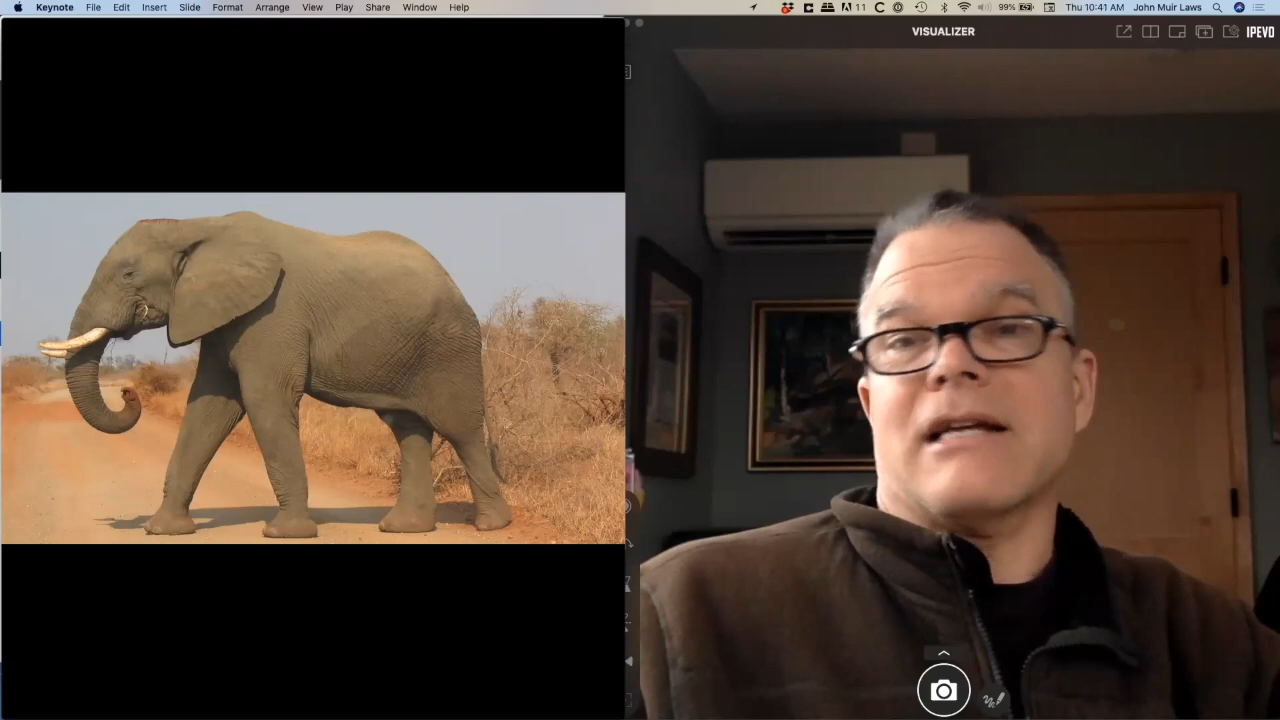 Keynote File Edit Insert Slide Format Arrange View Play Share Window Help 11 99% Thu 10:41 AM John Muir Laws
VISUALIZER
IPEVO